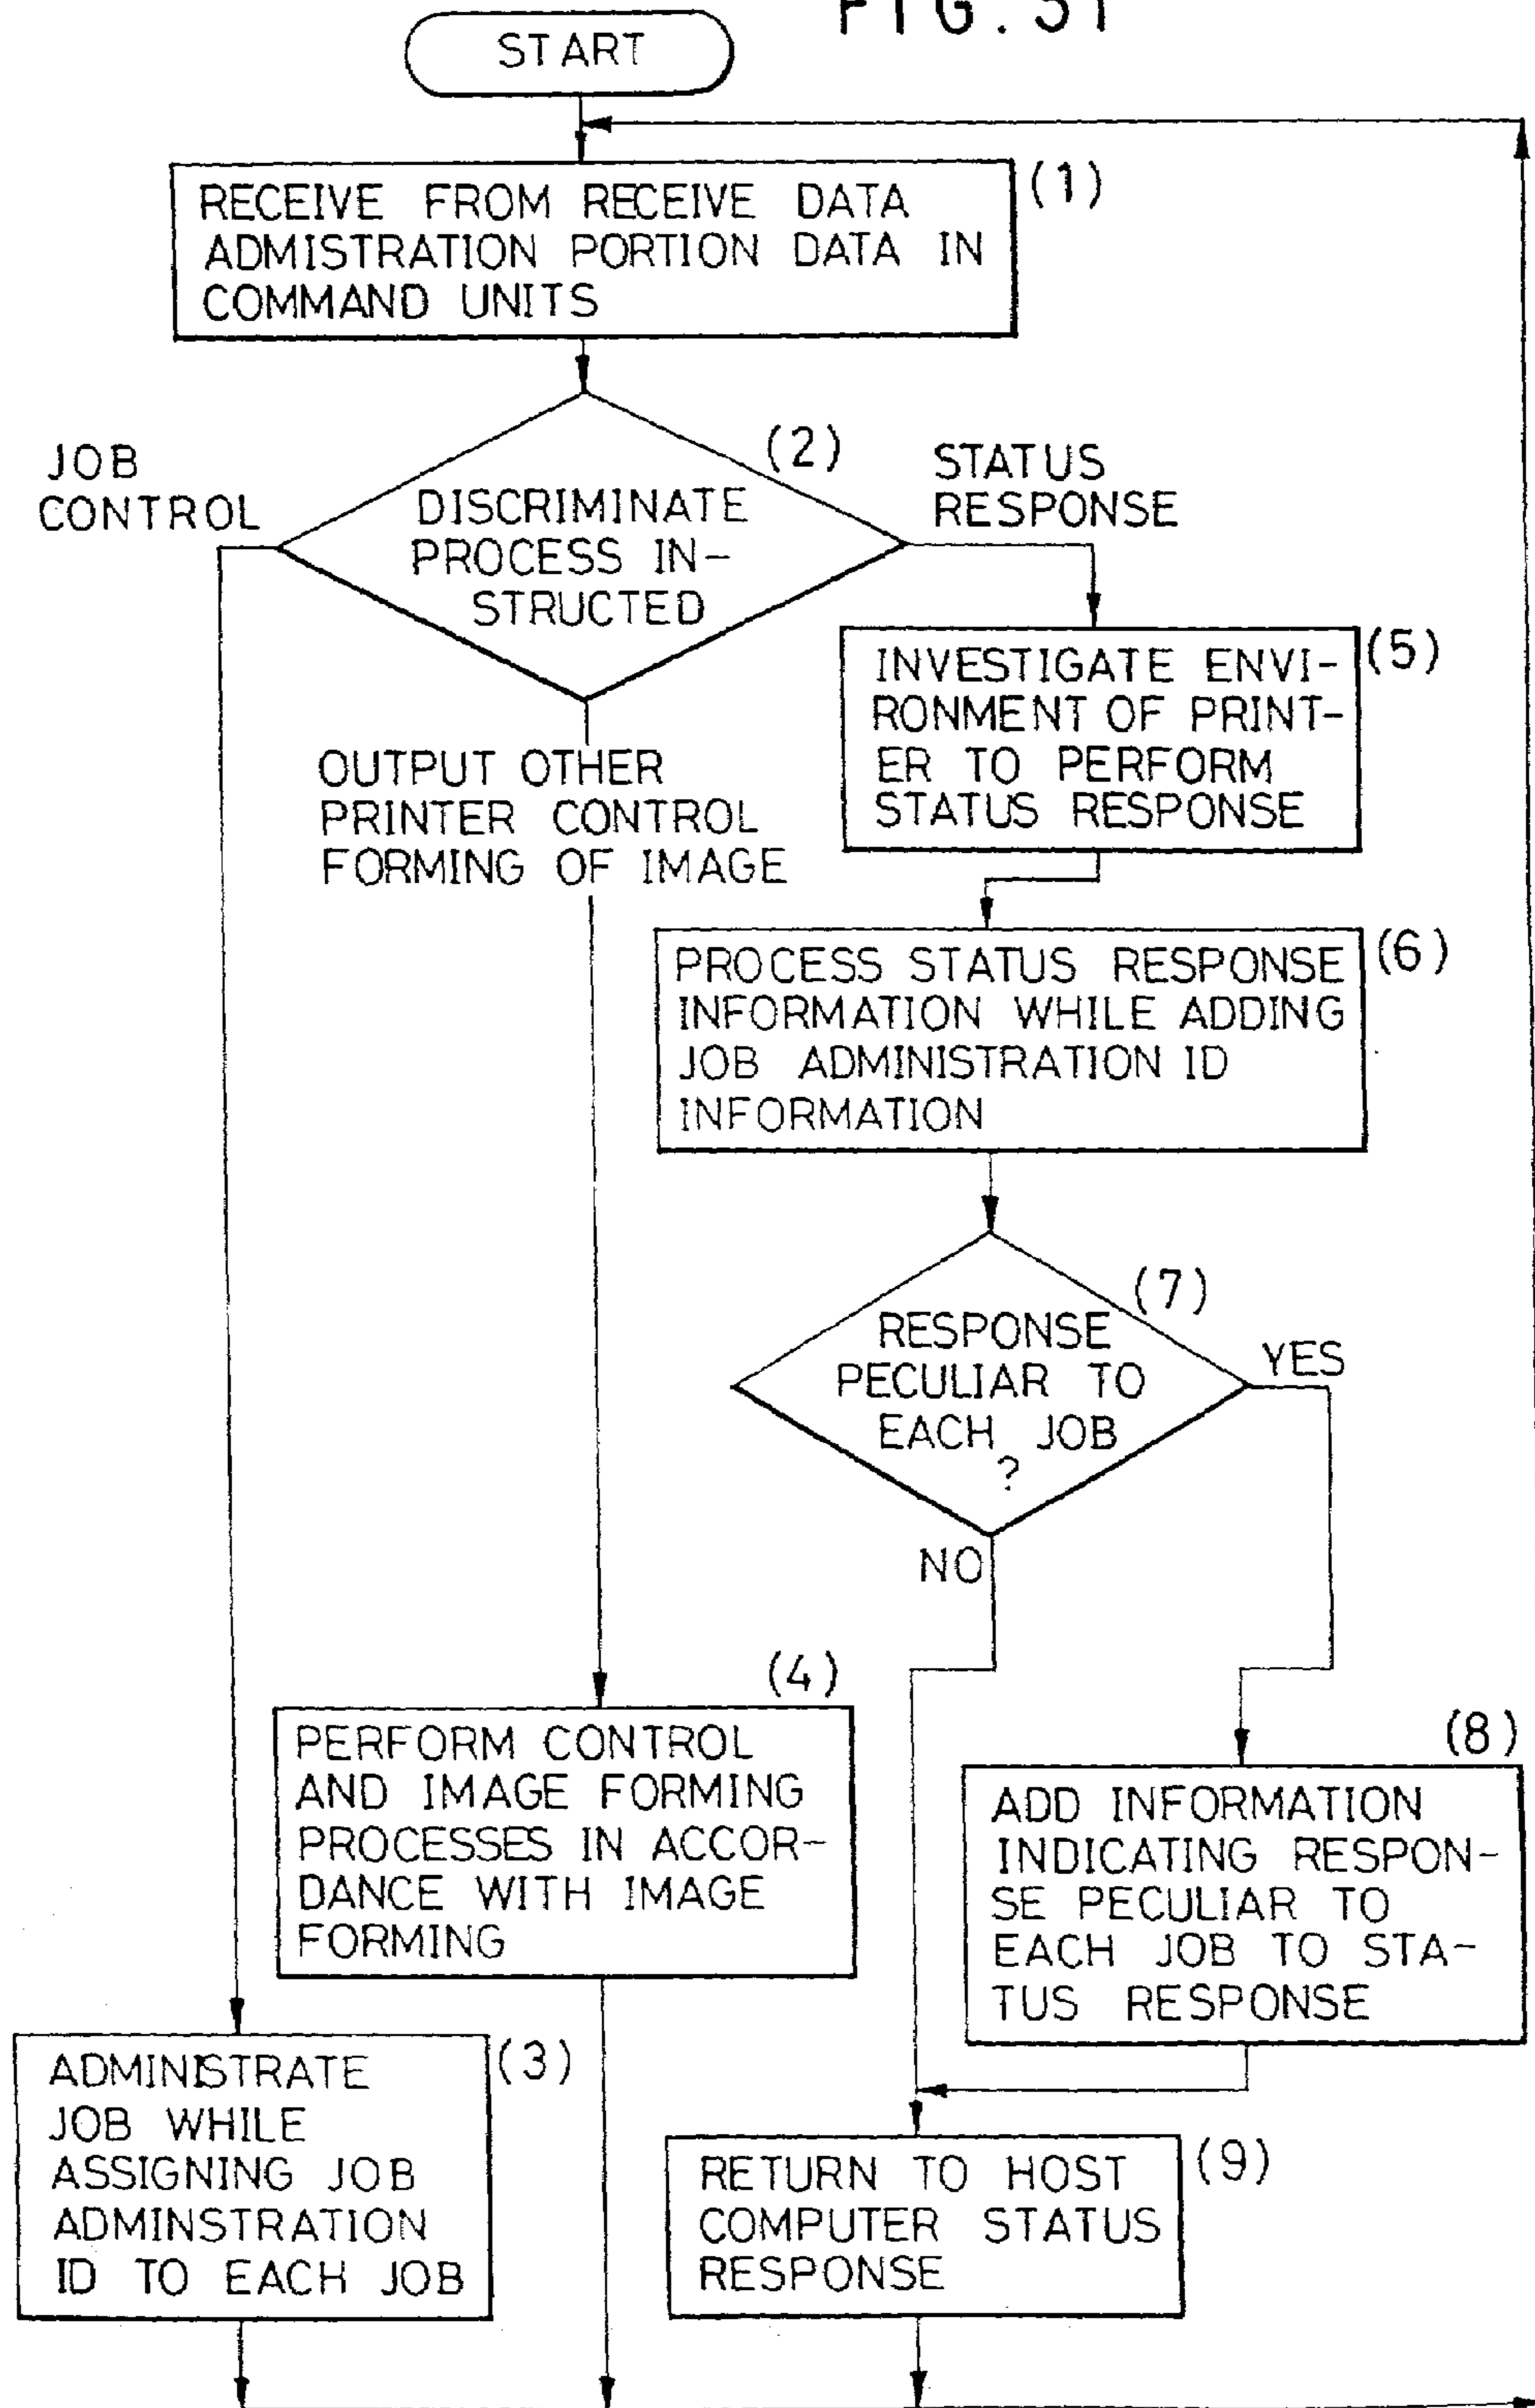 FIG. 31
START
(1)
RECEIVE FROM RECEIVE DATA
ADMISTRATION PORTION DATA IN
COMMAND UNITS
JOB
CONTROL
(2)
DISCRIMINATE
PROCESS IN-
STRUCTED
STATUS
RESPONSE
OUTPUT OTHER
PRINTER CONTROL
FORMING OF IMAGE
(5)
INVESTIGATE ENVI-
RONMENT OF PRINT-
ER TO PERFORM
STATUS RESPONSE
(6)
PROCESS STATUS RESPONSE
INFORMATION WHILE ADDING
JOB ADMINISTRATION ID
INFORMATION
(7)
RESPONSE
PECULIAR TO
EACH JOB
?
YES
NO
(4)
PERFORM CONTROL
AND IMAGE FORMING
PROCESSES IN ACCOR-
DANCE WITH IMAGE
FORMING
(8)
ADD INFORMATION
INDICATING RESPON-
SE PECULIAR TO
EACH JOB TO STA-
TUS RESPONSE
(3)
ADMINISTRATE
JOB WHILE
ASSIGNING JOB
ADMINSTRATION
ID TO EACH JOB
(9)
RETURN TO HOST
COMPUTER STATUS
RESPONSE